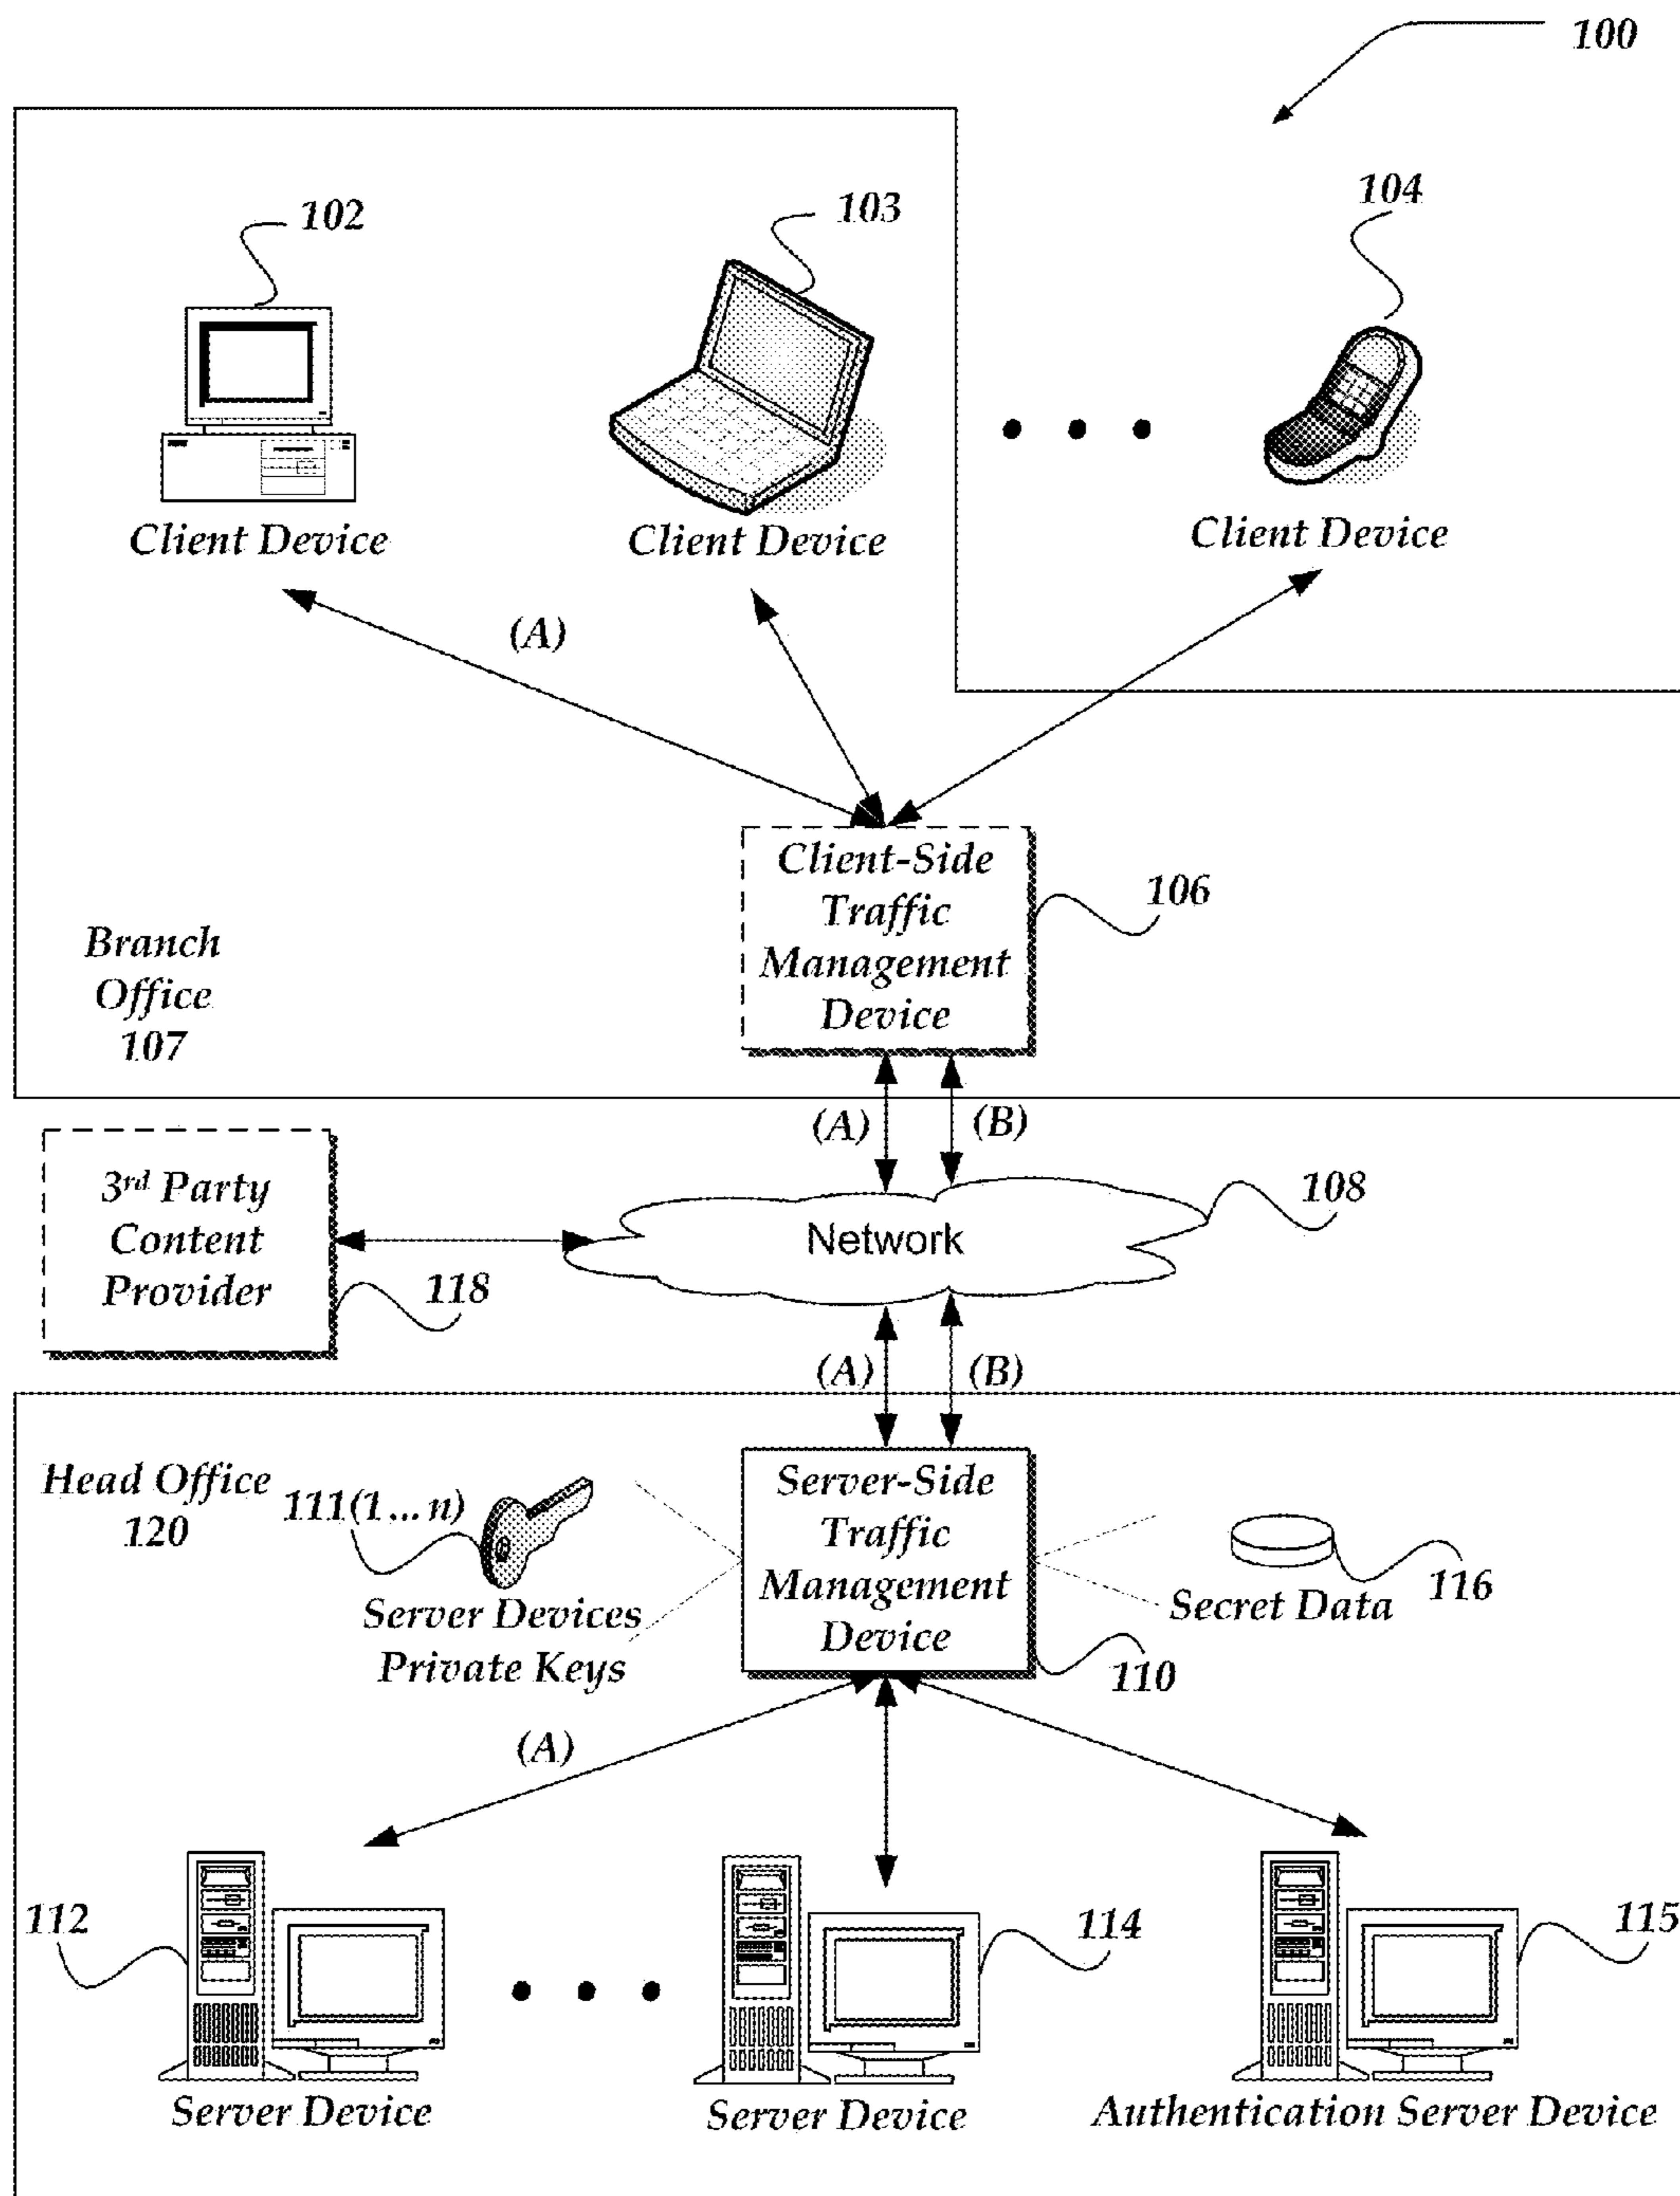 100
102
103
104
Client Device
Client Device
Client Device
(A)
Client-Side
Traffic
Management
Device
106
Branch
Office
107
(A)
(B)
3rd Party
Content
Provider
118
Network
108
(A)
(B)
Head Office
120
111(1...n)
Server Devices
Private Keys
Server-Side
Traffic
Management
Device
110
116
Secret Data
(A)
112
114
115
Server Device
Server Device
Authentication Server Device